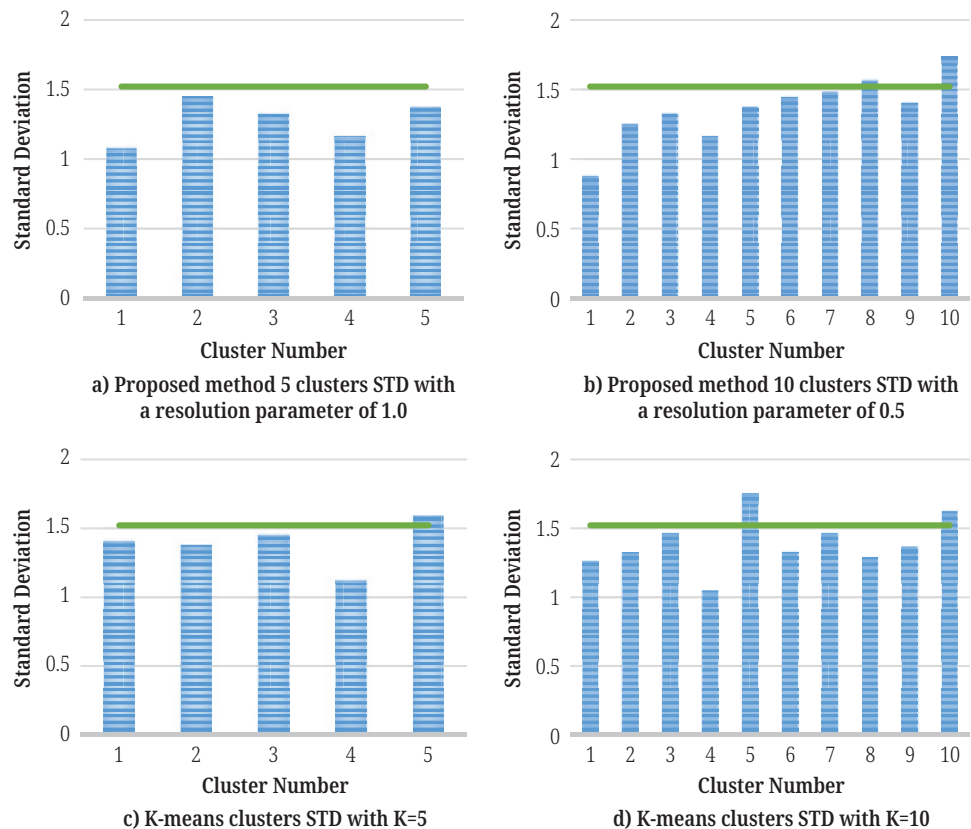 2
1.5
1
0.5
0
Standard Deviation
1 2 3 4 5
Cluster Number
a) Proposed method 5 clusters STD with
a resolution parameter of 1.0
2
1.5
1
0.5
0
Standard Deviation
1 2 3 4 5 6 7 8 9 10
Cluster Number
b) Proposed method 10 clusters STD with
a resolution parameter of 0.5
2
1.5
1
0.5
0
Standard Deviation
1 2 3 4 5
Cluster Number
c) K-means clusters STD with K=5
2
1.5
1
0.5
0
Standard Deviation
1 2 3 4 5 6 7 8 9 10
Cluster Number
d) K-means clusters STD with K=10